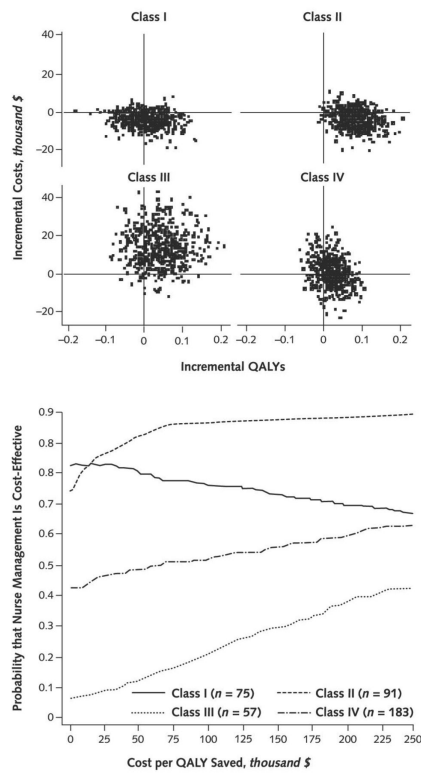 Class I
Class II
40
20
0
−20
Class III
Class IV
40
20
0
−20
−0.2 −0.1 0 0.1 0.2 −0.2 −0.1 0 0.1 0.2
Incremental Costs, thousand $
Incremental QALYs
0.9
0.8
0.8
0.7
0.6
0.5
0.4
0.3
0.2
0.1
0
Probability that Nurse Management Is Cost-Effective
Class I (n = 75)
Class II (n = 91)
Class III (n = 57)
Class IV (n = 183)
0 25 50 75 100 125 150 175 200 225 250
Cost per QALY Saved, thousand $